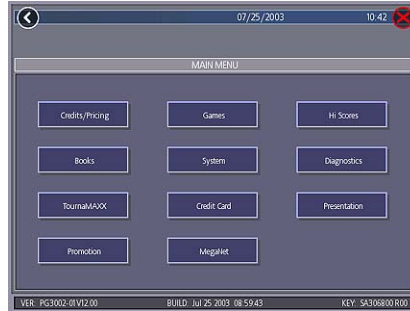 07/25/2003 10:42
MAIN MENU
Credits/Pricing Games Hi Scores
Books System Diagnostics
TournaMAXX Credit Card Presentation
Promotion MegaNet
VER: PG3002-01V12.00 BUILD: Jul 25 2003 08:59:43 KEY: SA306800 R00